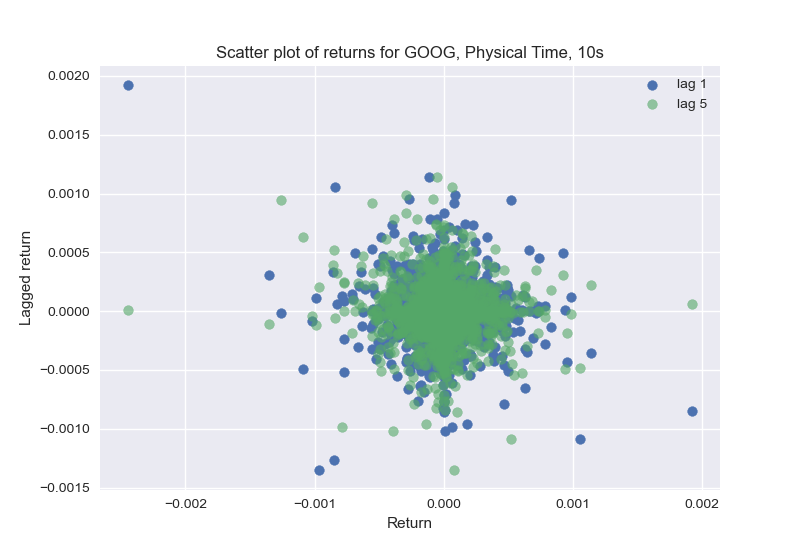 Scatter plot of returns for GOOG, Physical Time, 10s
lag 1
lag 5
0.0020
0.0015
0.0010
0.0005
0.0000
−0.0005
−0.0010
−0.0015
Lagged return
−0.002
−0.001
0.000
0.001
0.002
Return